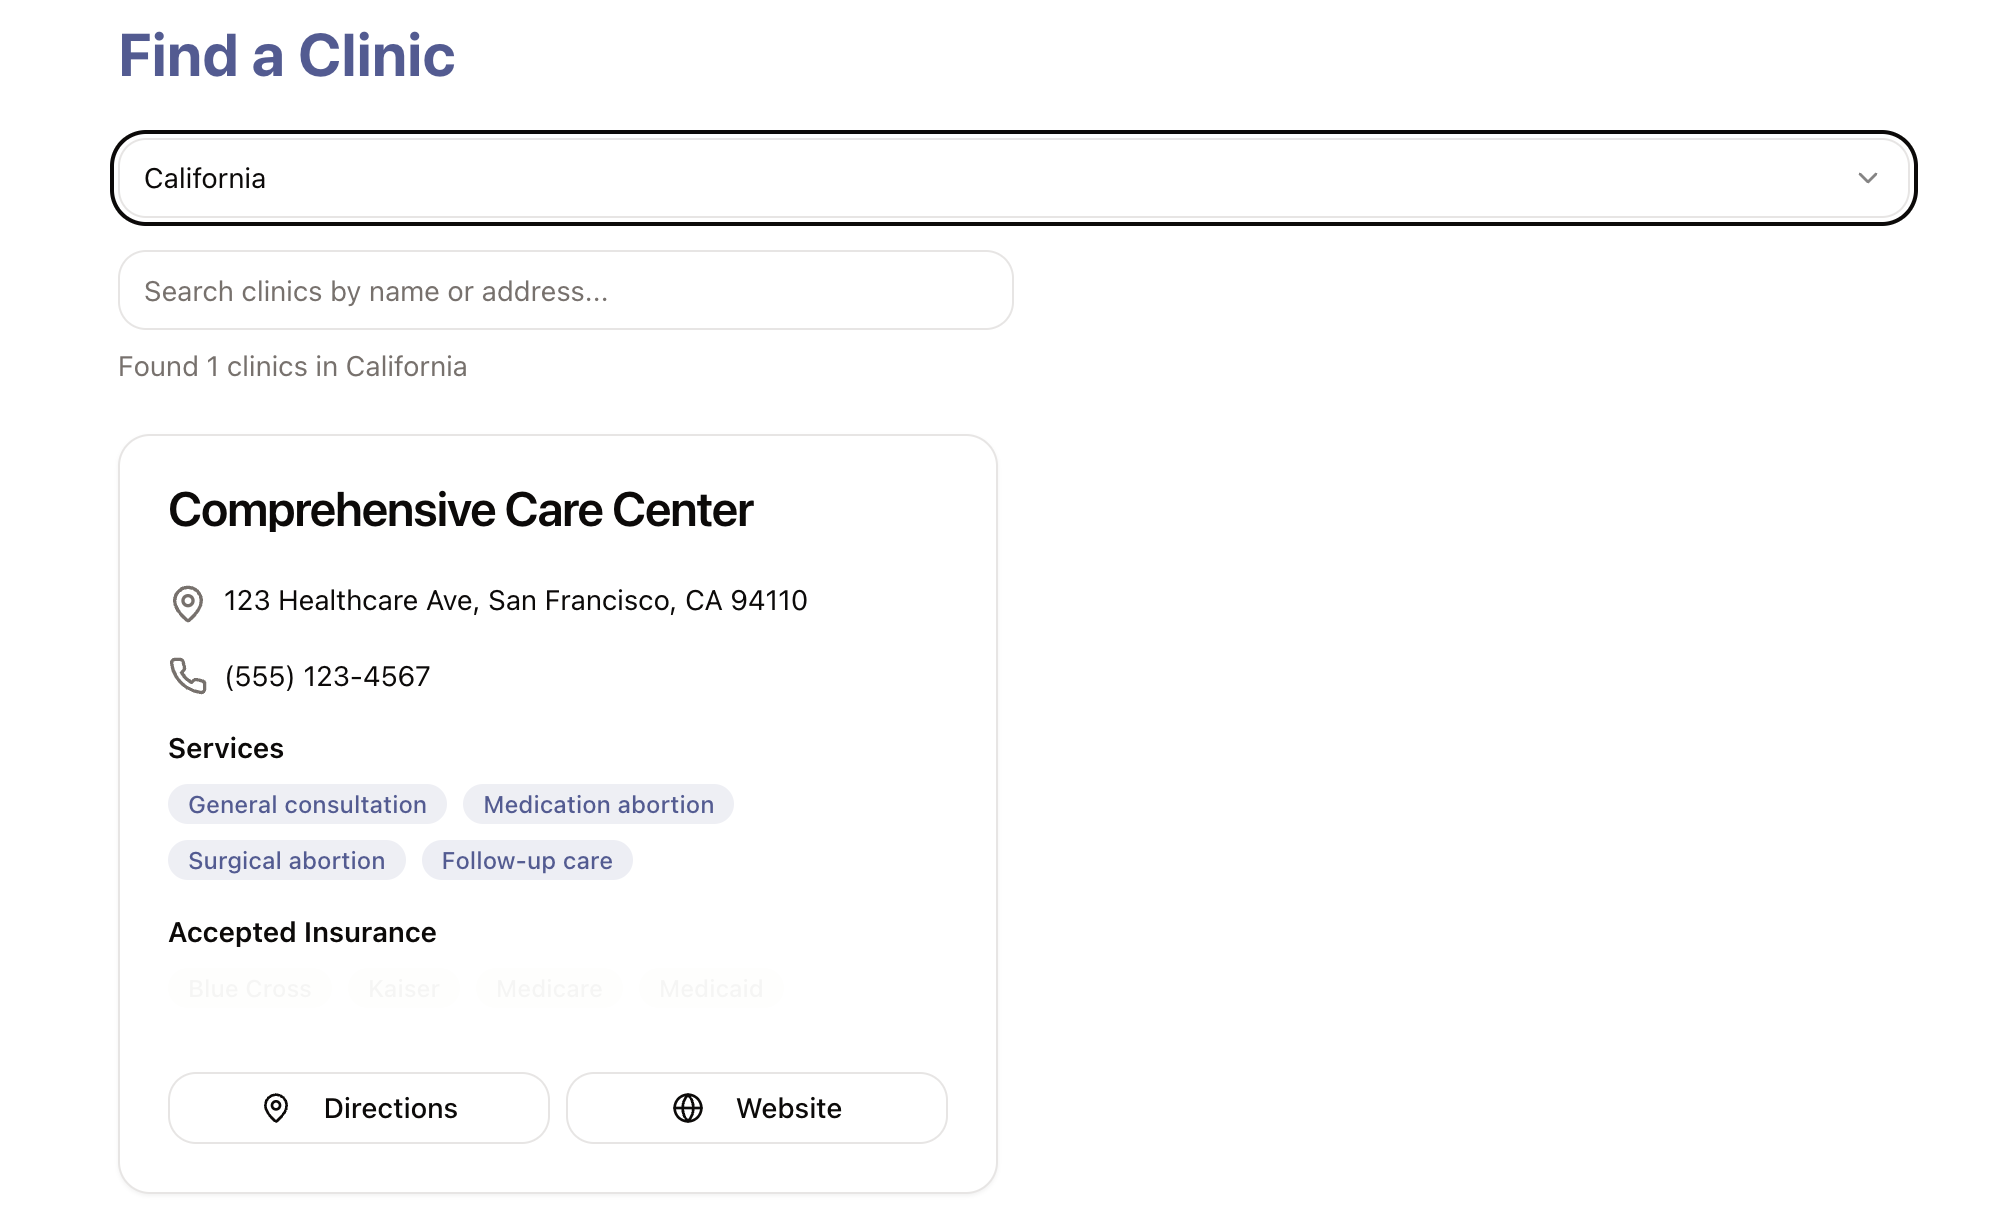 Find a Clinic
California
Search clinics by name or address...
Found 1 clinics in California
Comprehensive Care Center
123 Healthcare Ave, San Francisco, CA 94110
(555) 123-4567
Services
General consultation Medication abortion
Surgical abortion Follow-up care
Accepted Insurance
Blue Cross Kaiser Medicare Medicaid
Directions Website